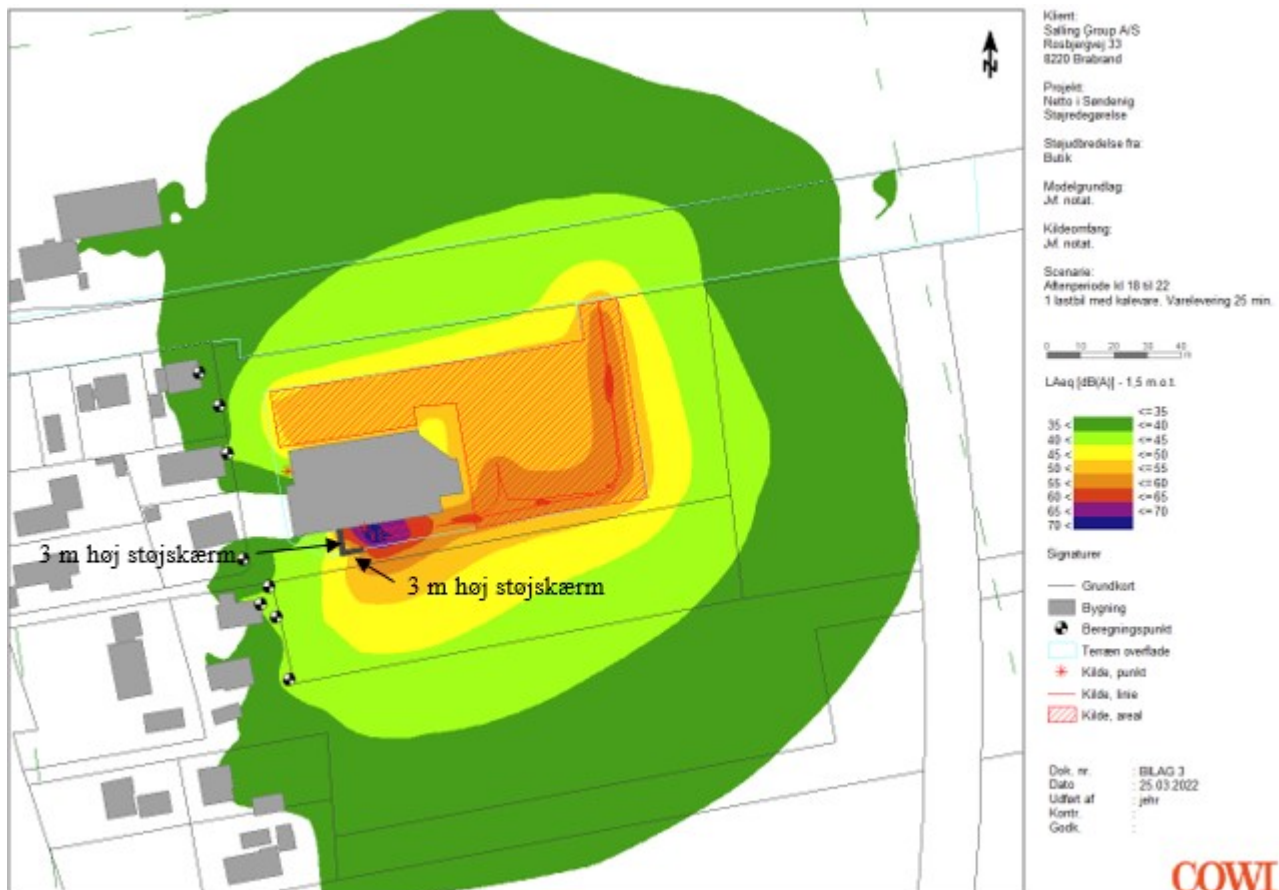 N
3 m høj støjskærm
3 m høj støjskærm
Klient:
Salling Group A/S
Rosbjergvej 33
8220 Brabrand
Projekt:
Netto i Søndervig
Støjredegørelse
Støjudbredelse fra:
Butik
Modelgrundlag:
Jvf. notat.
Kildeomfang:
Jvf. notat.
Scenarie:
Aftenperiode kl 18 til 22
1 lastbil med kølevare. Varelevering 25 min.
0 10 20 30 40
m
LAeq [dB(A)] - 1,5 m.o.t.
<= 35
35 < <= 40
40 < <= 45
45 < <= 50
50 < <= 55
55 < <= 60
60 < <= 65
65 < <= 70
70 <
Signaturer
Grundkort
Bygning
Beregningspunkt
Terræn overflade
Kilde, punkt
Kilde, linie
Kilde, areal
Dok. nr. : BILAG 3
Dato : 25.03.2022
Udført af : jehr
Kontr. :
Godk. :
COWI